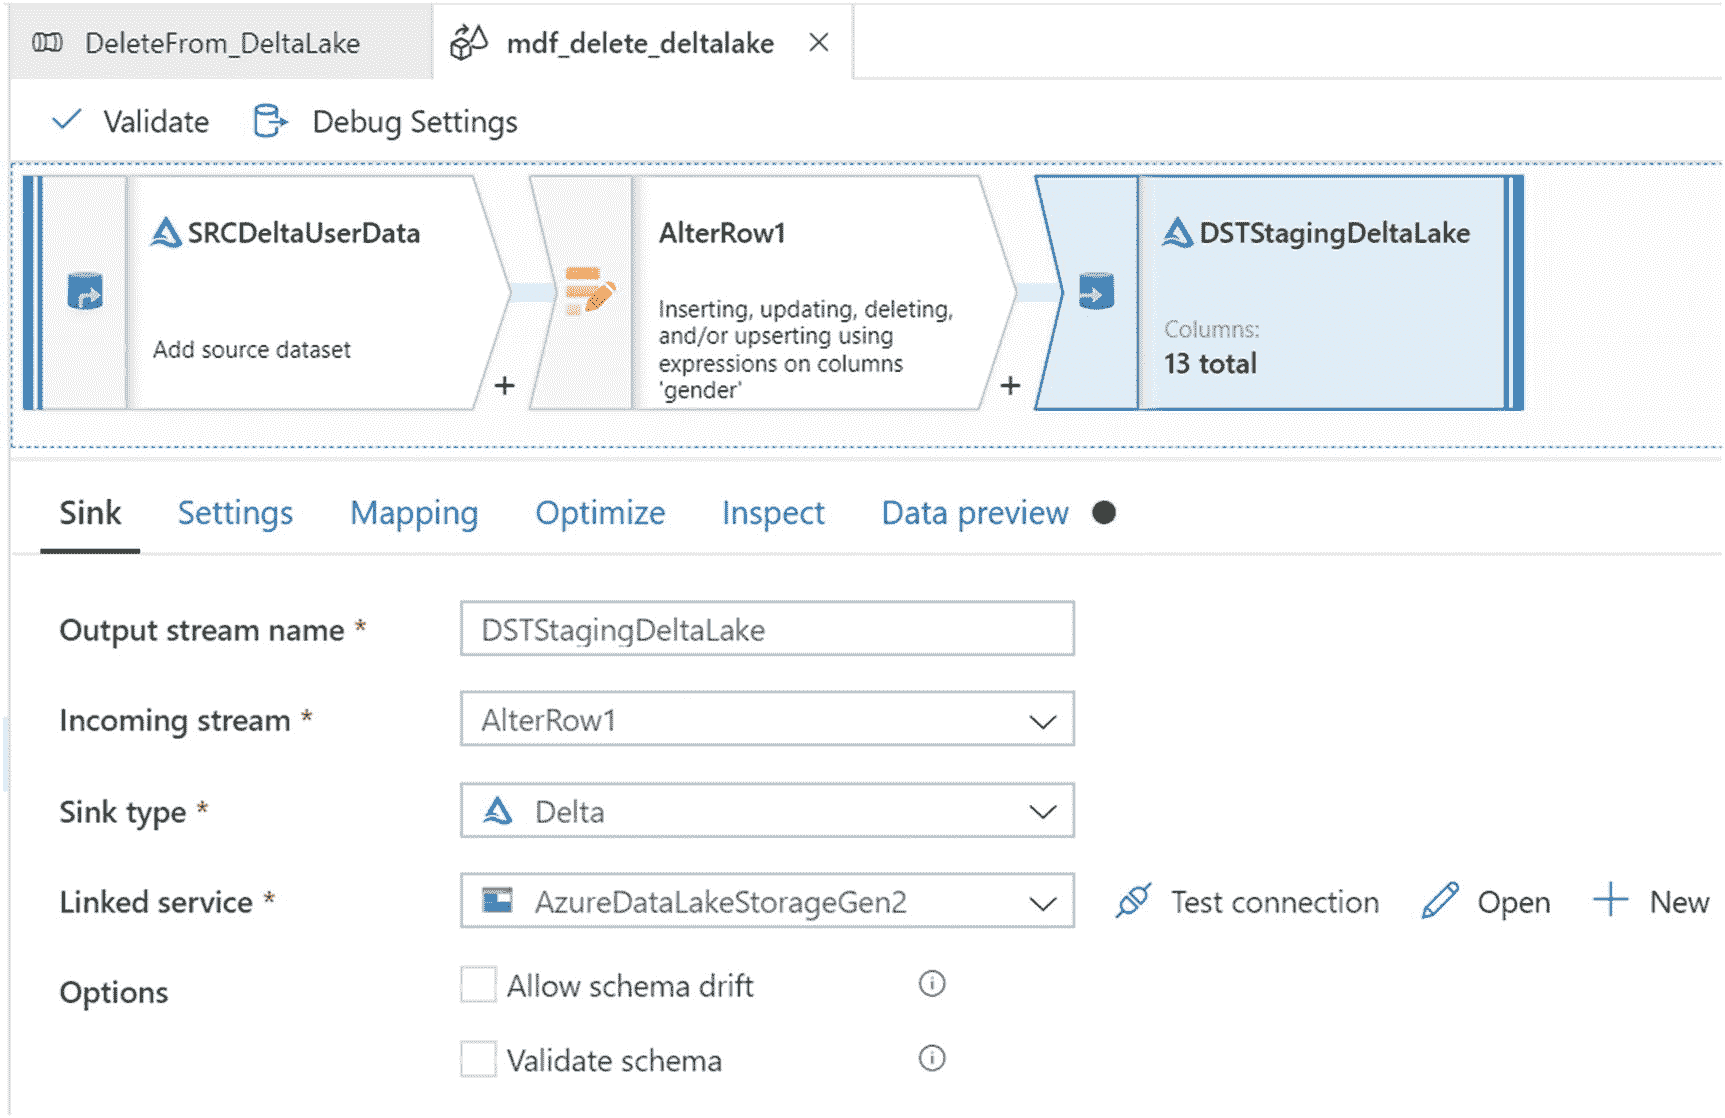 DeleteFrom_DeltaLake
mdf_delete_deltalake
Validate
Debug Settings
SRCDeltaUserData
Add source dataset
+
AlterRow1
Inserting, updating, deleting,
and/or upserting using
expressions on columns
'gender'
+
DSTStagingDeltaLake
Columns:
13 total
Sink Settings Mapping Optimize Inspect Data preview
Output stream name * DSTStagingDeltaLake
Incoming stream * AlterRow1
Sink type * Delta
Linked service * AzureDataLakeStorageGen2 Test connection Open New
Options Allow schema drift
Validate schema